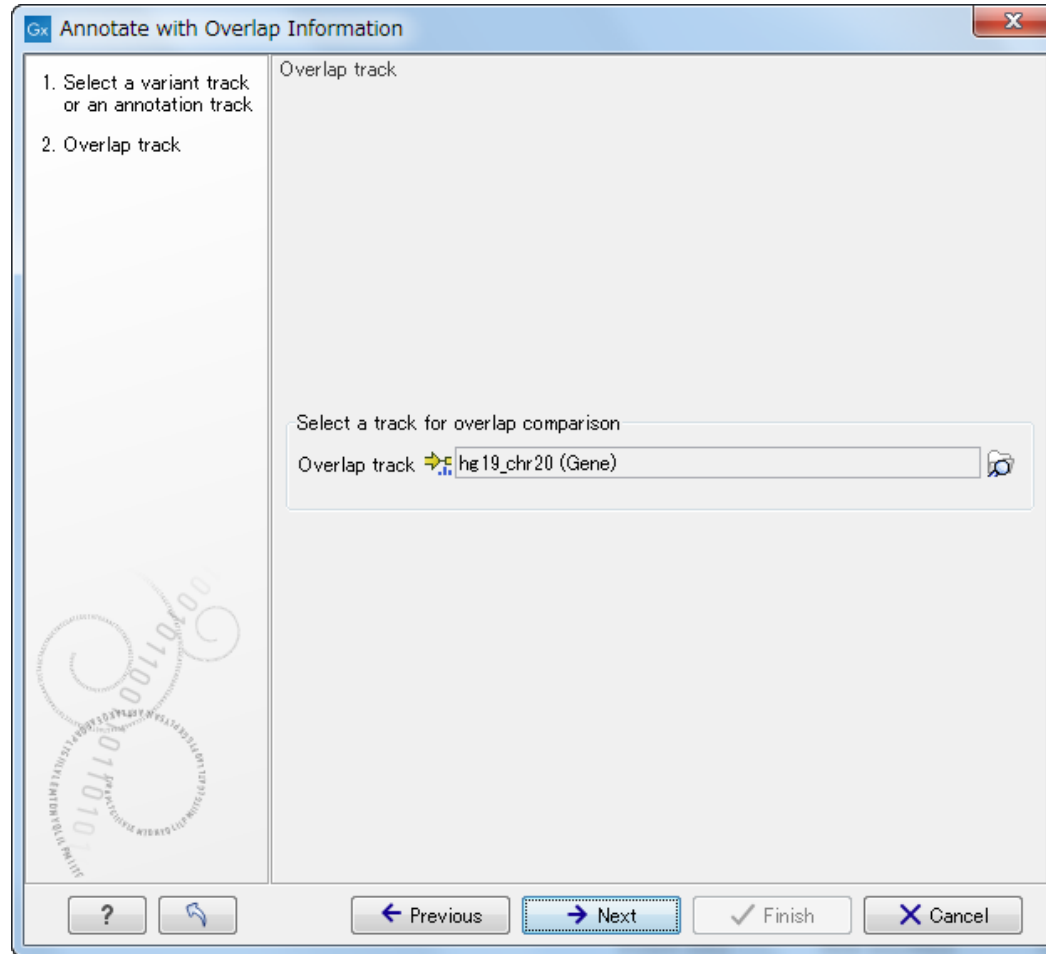 Gx Annotate with Overlap Information
X
1. Select a variant track
or an annotation track
2. Overlap track
Overlap track
Select a track for overlap comparison
Overlap track hg19_chr20 (Gene)
? Previous Next Finish Cancel